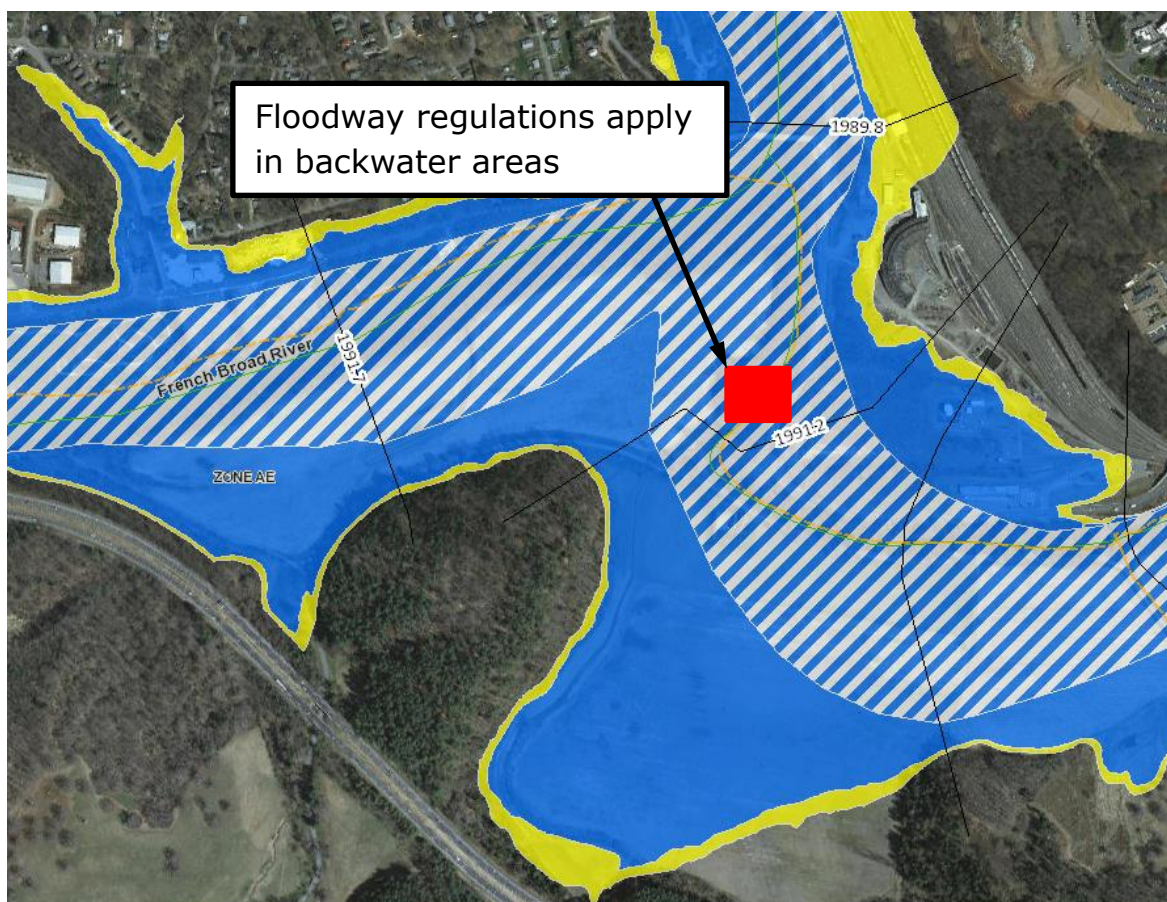 Floodway regulations apply
in backwater areas
1989.8
French Broad River
1991.7
1991.2
ZONE AE